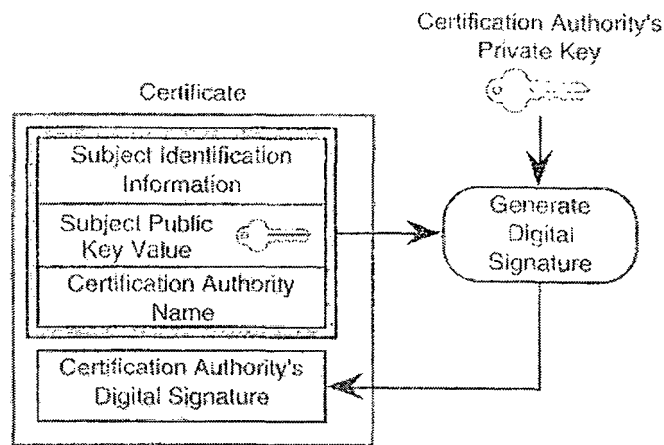 Certification Authority's
Private Key
Certificate
Subject Identification
Information
Subject Public
Key Value
Certification Authority
Name
Generate
Digital
Signature
Certification Authority's
Digital Signature